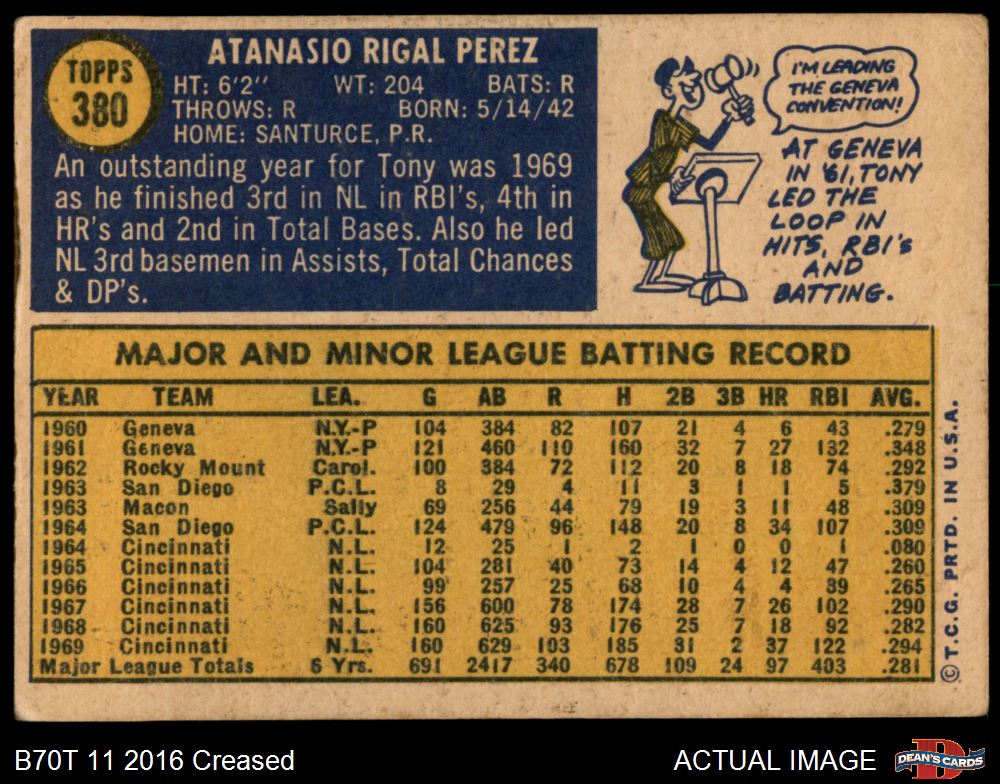 TOPPS
380
ATANASIO RIGAL PEREZ
HT: 6'2" WT: 204 BATS: R
THROWS: R BORN: 5/14/42
HOME: SANTURCE, P.R.
An outstanding year for Tony was 1969
as he finished 3rd in NL in RBI's, 4th in
HR's and 2nd in Total Bases. Also he led
NL 3rd basemen in Assists, Total Chances
& DP's.
I'M LEADING
THE GENEVA
CONVENTION!
AT GENEVA
IN '61, TONY
LED THE
LOOP IN
HITS, RBI's
AND
BATTING.
MAJOR AND MINOR LEAGUE BATTING RECORD
YEAR TEAM LEA. G AB R H 2B 3B HR RBI AVG.
1960 Geneva N.Y.-P 104 384 82 107 21 4 6 43 .279
1961 Geneva N.Y.-P 121 460 110 160 32 7 27 132 .348
1962 Rocky Mount Carol. 100 384 72 112 20 8 18 74 .292
1963 San Diego P.C.L. 8 29 4 11 3 1 1 5 .379
1963 Macon Sally 69 256 44 79 19 3 11 48 .309
1964 San Diego P.C.L. 124 479 96 148 20 8 34 107 .309
1964 Cincinnati N.L. 12 25 1 2 1 0 0 1 .080
1965 Cincinnati N.L. 104 281 40 73 14 4 12 47 .260
1966 Cincinnati N.L. 99 257 25 68 10 4 4 39 .265
1967 Cincinnati N.L. 156 600 78 174 28 7 26 102 .290
1968 Cincinnati N.L. 160 625 93 176 25 7 18 92 .282
1969 Cincinnati N.L. 160 629 103 185 31 2 37 122 .294
Major League Totals 6 Yrs. 691 2417 340 678 109 24 97 403 .281
© T.C.G. PRTD. IN U.S.A.
B70T 11 2016 Creased
ACTUAL IMAGE
DEAN'S CARDS